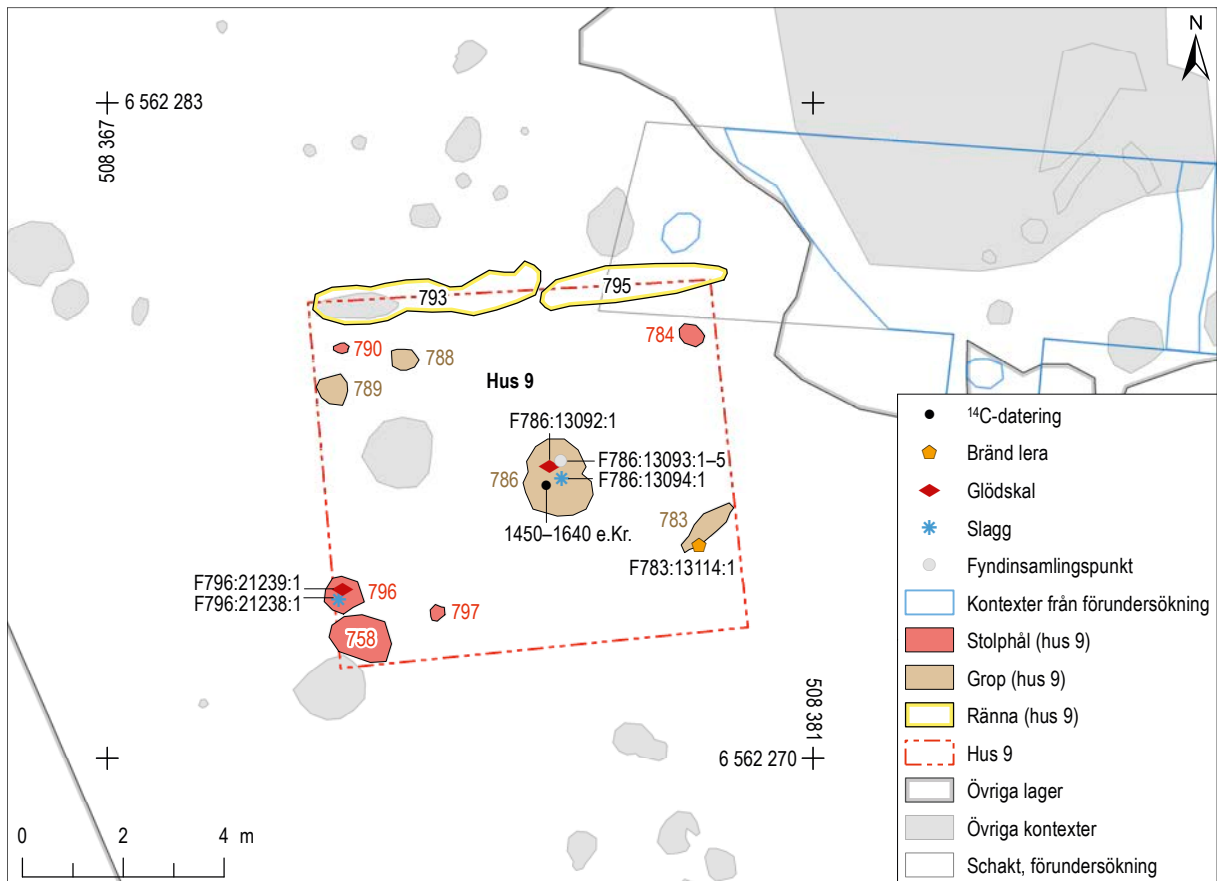 N
6 562 283
508 367
793
795
790
788
784
789
Hus 9
F786:13092:1
786
F786:13093:1–5
F786:13094:1
1450–1640 e.Kr.
783
F783:13114:1
F796:21239:1
F796:21238:1
796
797
758
508 381
6 562 270
0 2 4 m
14C-datering
Bränd lera
Glödskal
Slagg
Fyndinsamlingspunkt
Kontexter från förundersökning
Stolphål (hus 9)
Grop (hus 9)
Ränna (hus 9)
Hus 9
Övriga lager
Övriga kontexter
Schakt, förundersökning